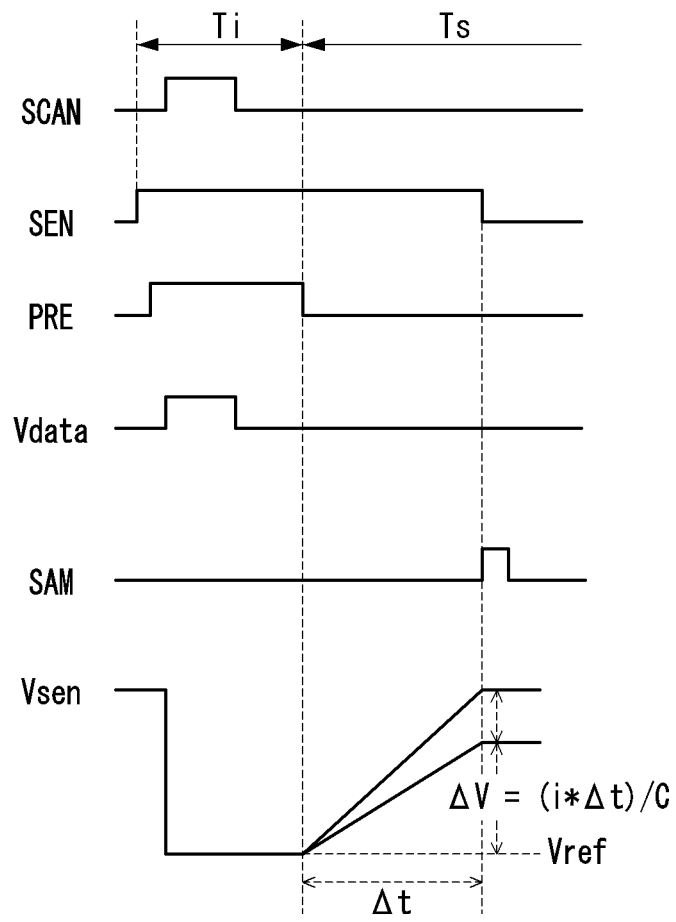 Ti Ts
SCAN
SEN
PRE
Vdata
SAM
Vsen
ΔV = (i*Δt)/C
Vref
Δt